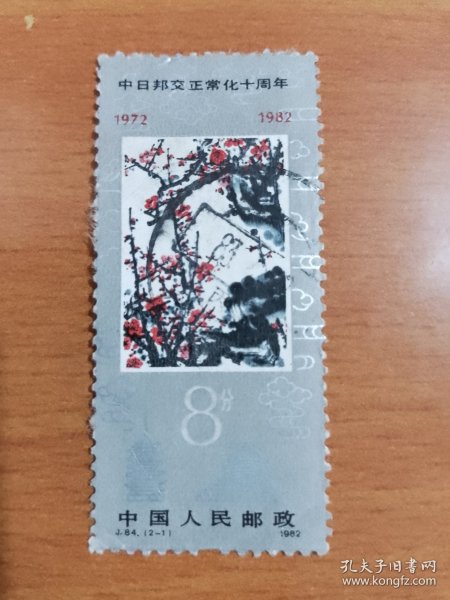 中日邦交正常化十周年
1972 1982
8分
中国人民邮政
J.84.(2-1) 1982
孔夫子旧书网
www.kongfz.com